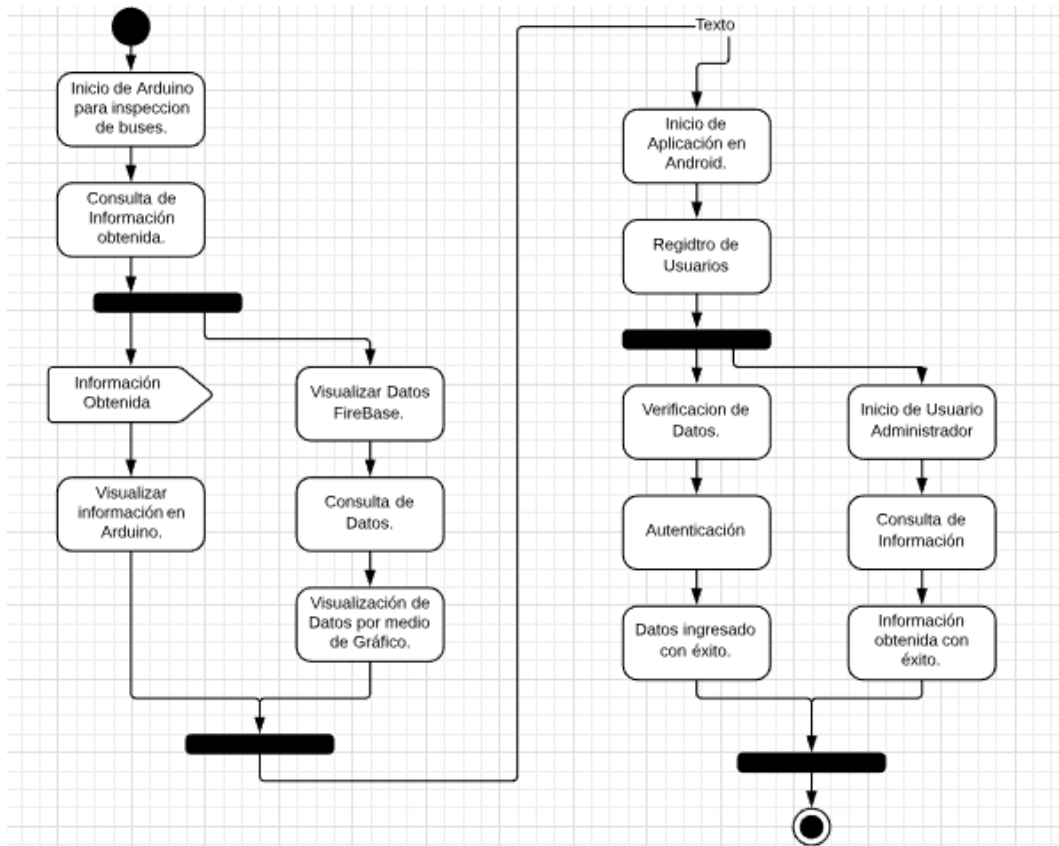 Inicio de Arduino
para inspeccion
de buses.
Consulta de
Información
obtenida.
Información
Obtenida
Visualizar
información en
Arduino.
Visualizar Datos
FireBase.
Consulta de
Datos.
Visualización de
Datos por medio
de Gráfico.
Texto
Inicio de
Aplicación en
Android.
Regidtro de
Usuarios
Verificacion de
Datos.
Autenticación
Datos ingresado
con éxito.
Inicio de Usuario
Administrador
Consulta de
Información
Información
obtenida con
éxito.